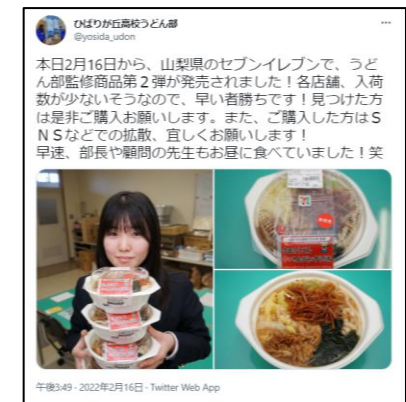 ひばりが丘高校うどん部
@yosida_udon
本日2月16日から、山梨県のセブンイレブンで、うど
ん部監修商品第２弾が発売されました！各店舗、入荷
数が少ないそうなので、早い者勝ちです！見つけた方
は是非ご購入お願いします。また、ご購入した方はＳ
ＮＳなどでの拡散、宜しくお願いします！
早速、部長や顧問の先生もお昼に食べていました！笑
午後3:49 · 2022年2月16日 · Twitter Web App